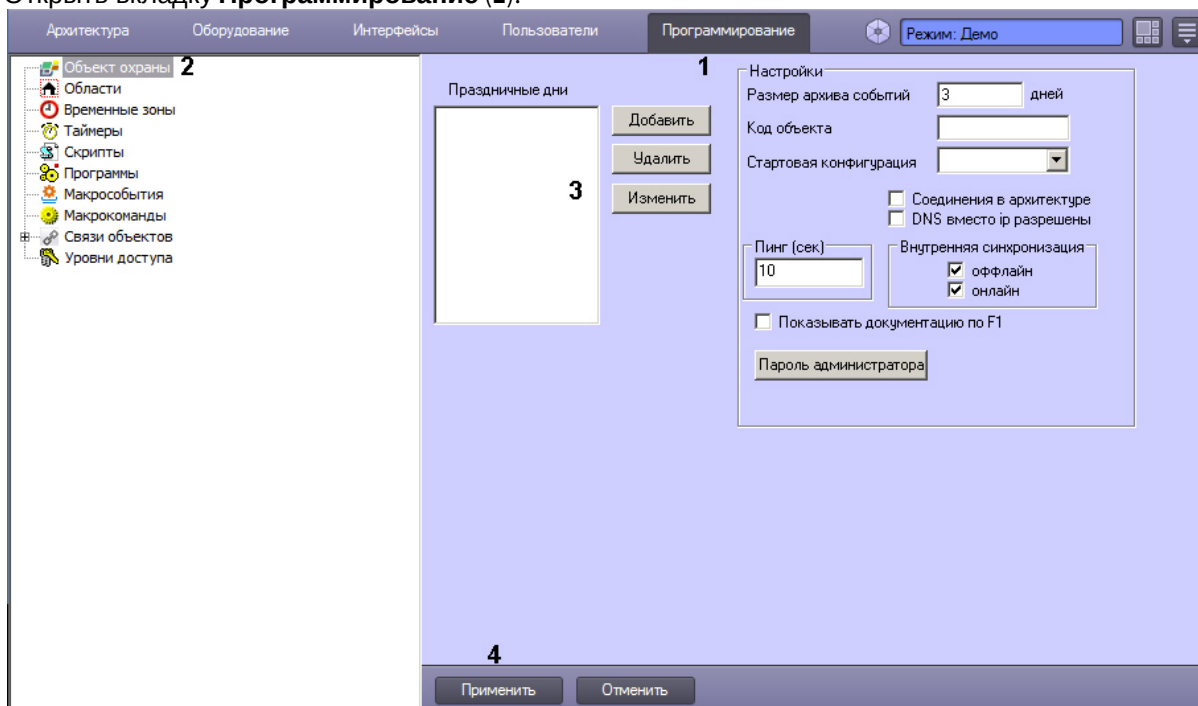 Открыть вкладку Программирование (1).
Архитектура Оборудование Интерфейсы Пользователи Программирование Режим: Демо
1
Объект охраны 2
Области
Временные зоны
Таймеры
Скрипты
Программы
Макрособытия
Макрокоманды
Связи объектов
Уровни доступа
Праздничные дни
3
Добавить
Удалить
Изменить
Настройки
Размер архива событий 3 дней
Код объекта
Стартовая конфигурация
Соединения в архитектуре
DNS вместо ip разрешены
Пинг (сек)
10
Внутренняя синхронизация
оффлайн
онлайн
Показывать документацию по F1
Пароль администратора
4
Применить Отменить